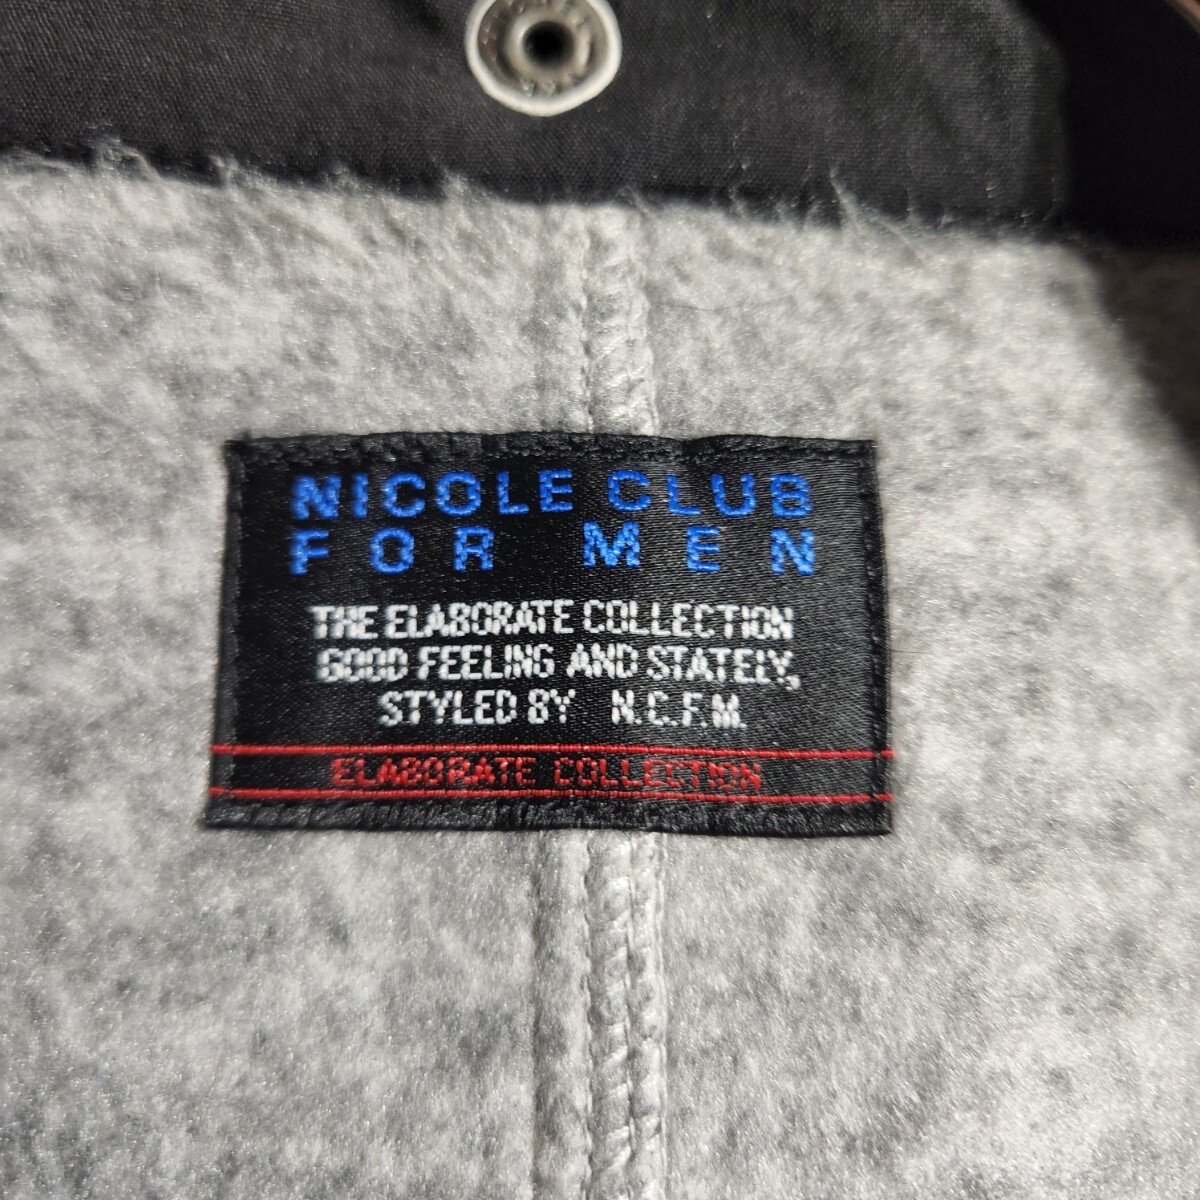 NICOLE CLUB
FOR MEN
THE ELABORATE COLLECTION
GOOD FEELING AND STATELY,
STYLED BY N.C.F.M.
ELABORATE COLLECTION